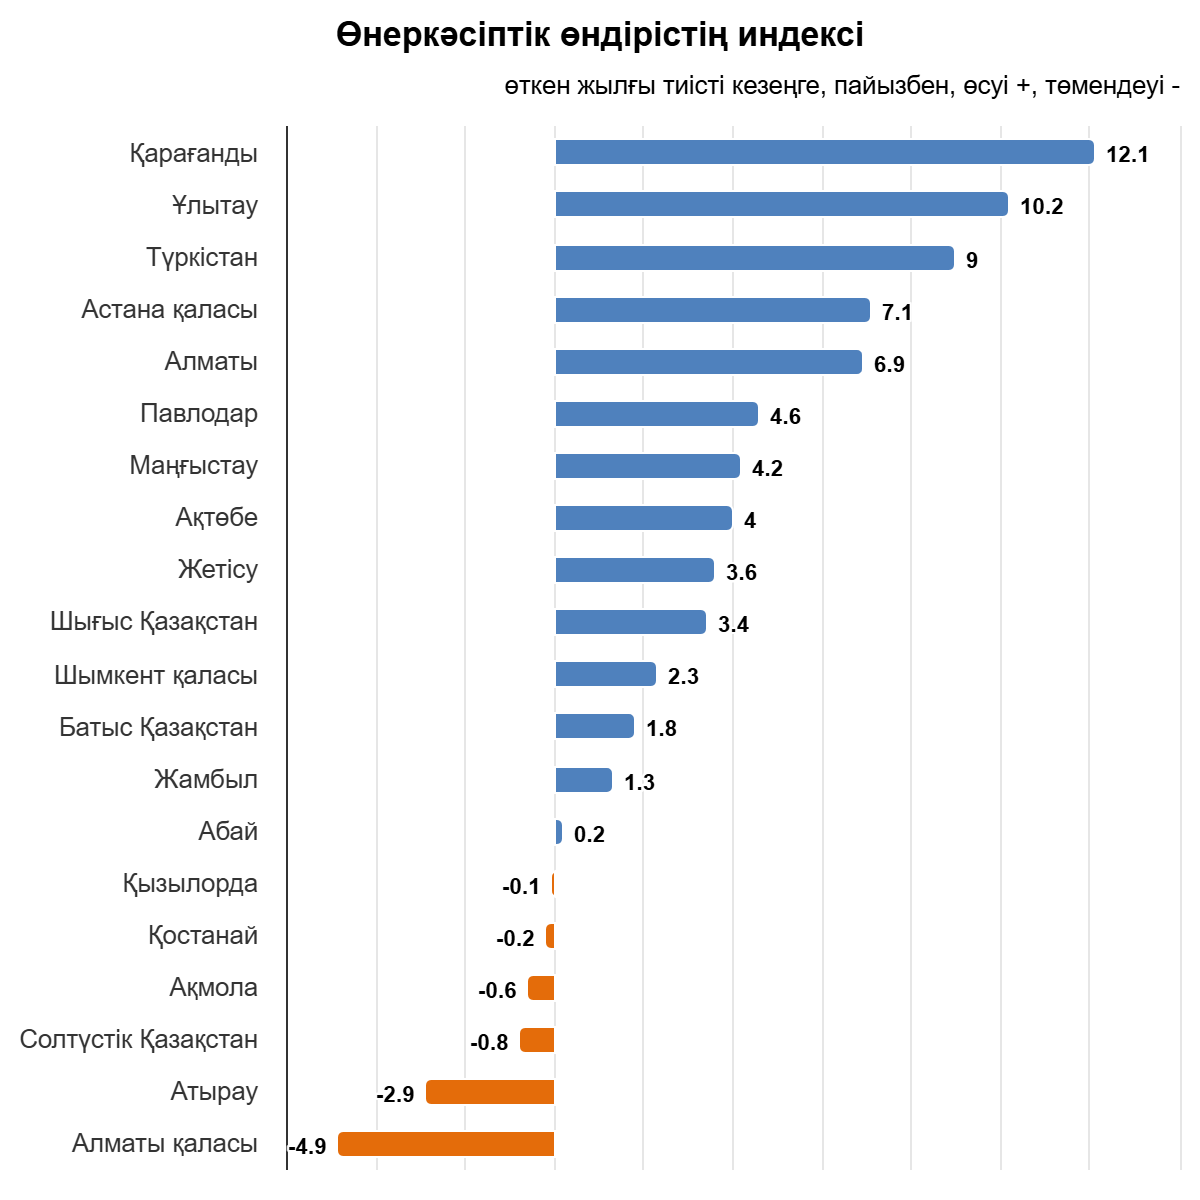 Өнеркәсіптік өндірістің индексі
өткен жылғы тиісті кезеңге, пайызбен, өсуі +, төмендеуі -
Қарағанды 12.1
Ұлытау 10.2
Түркістан 9
Астана қаласы 7.1
Алматы 6.9
Павлодар 4.6
Маңғыстау 4.2
Ақтөбе 4
Жетісу 3.6
Шығыс Қазақстан 3.4
Шымкент қаласы 2.3
Батыс Қазақстан 1.8
Жамбыл 1.3
Абай 0.2
Қызылорда -0.1
Қостанай -0.2
Ақмола -0.6
Солтүстік Қазақстан -0.8
Атырау -2.9
Алматы қаласы -4.9